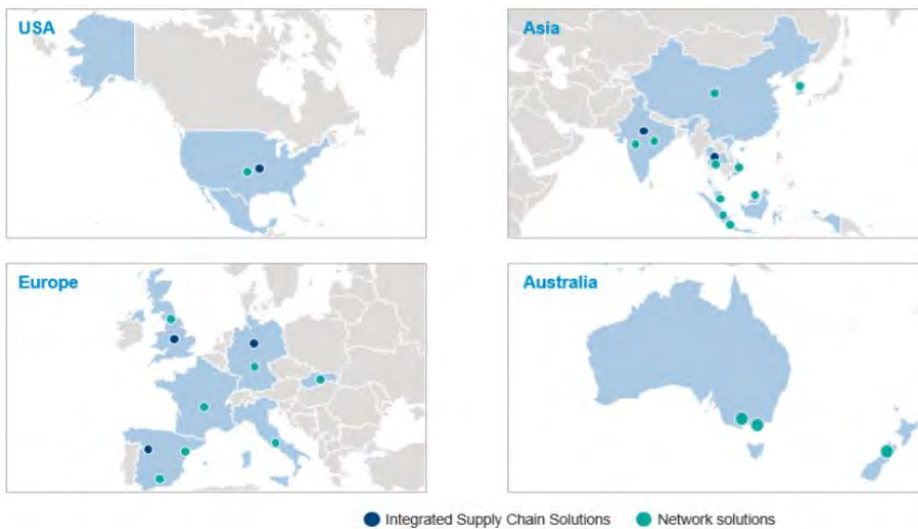 USA
Asia
Europe
Australia
Integrated Supply Chain Solutions
Network solutions